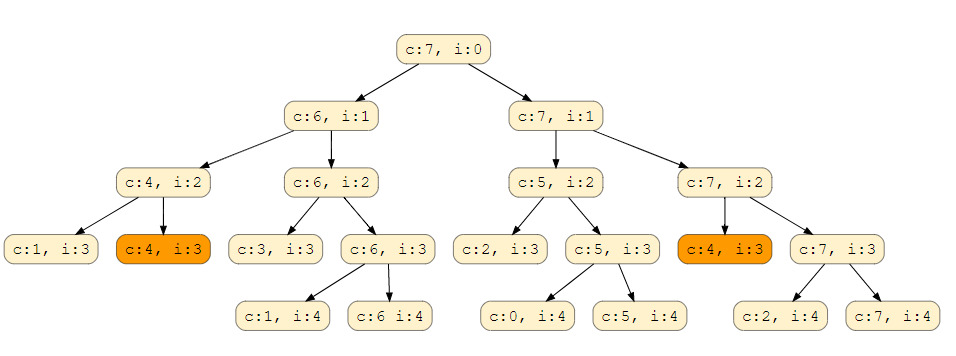 c:7, i:0
c:6, i:1
c:7, i:1
c:4, i:2
c:6, i:2
c:5, i:2
c:7, i:2
c:1, i:3
c:4, i:3
c:3, i:3
c:6, i:3
c:2, i:3
c:5, i:3
c:4, i:3
c:7, i:3
c:1, i:4
c:6 i:4
c:0, i:4
c:5, i:4
c:2, i:4
c:7, i:4